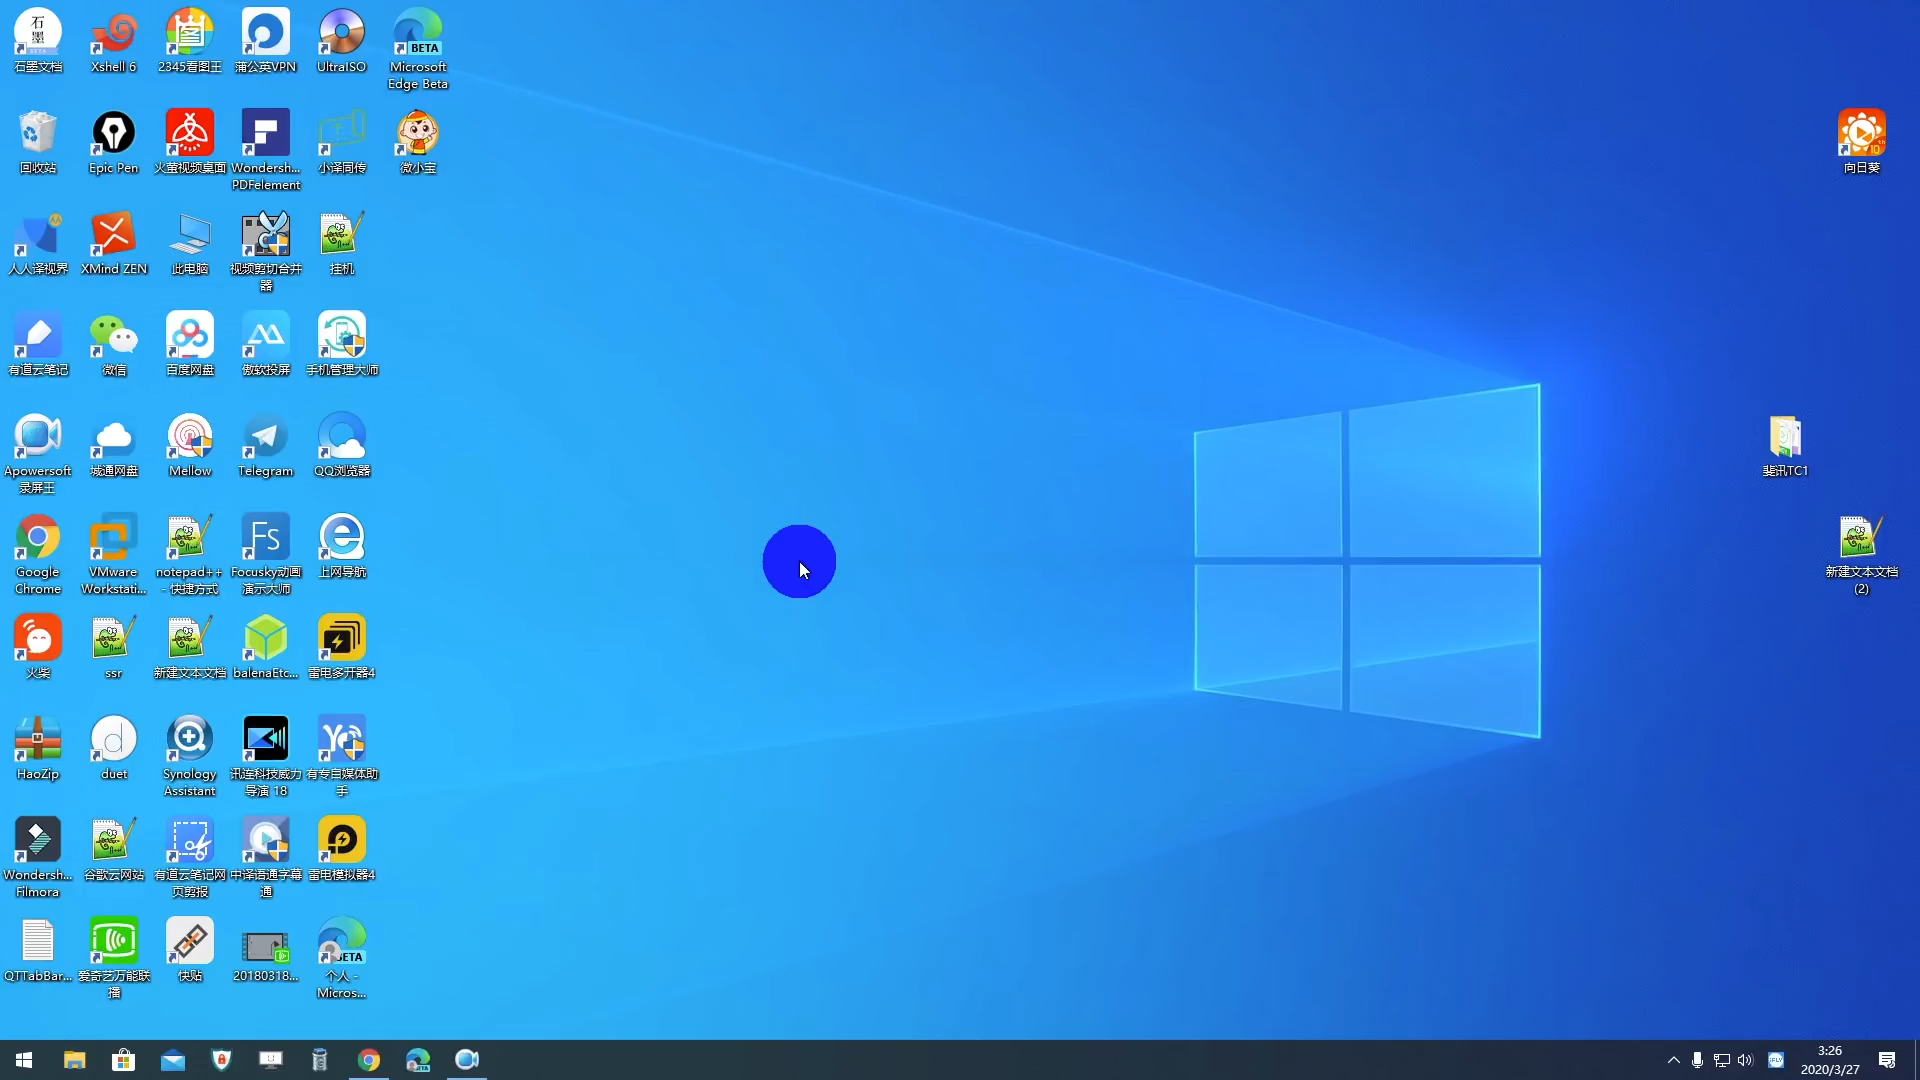 石墨文档
Xshell 6
2345看图王
蒲公英VPN
UltraISO
BETA
Microsoft
Edge Beta
回收站
Epic Pen
火萤视频桌面
Wondersh...
PDFelement
小译同传
微小宝
向日葵
人人译视界
XMind ZEN
此电脑
视频剪切合并
器
挂机
有道云笔记
微信
百度网盘
傲软投屏
手机管理大师
Apowersoft
录屏王
城通网盘
Mellow
Telegram
QQ浏览器
斐讯TC1
Google
Chrome
VMware
Workstati...
notepad++
- 快捷方式
Fs
Focusky动画
演示大师
上网导航
新建文本文档
(2)
火柴
ssr
新建文本文档
balenaEtc...
雷电多开器4
HaoZip
duet
Synology
Assistant
讯连科技威力
导演 18
有专自媒体助
手
Wondersh...
Filmora
谷歌云网站
有道云笔记网
页剪报
中译语通字幕
通
雷电模拟器4
QTTabBar...
爱奇艺万能联
播
快贴
20180318...
BETA
个人 -
Micros...
3:26
2020/3/27